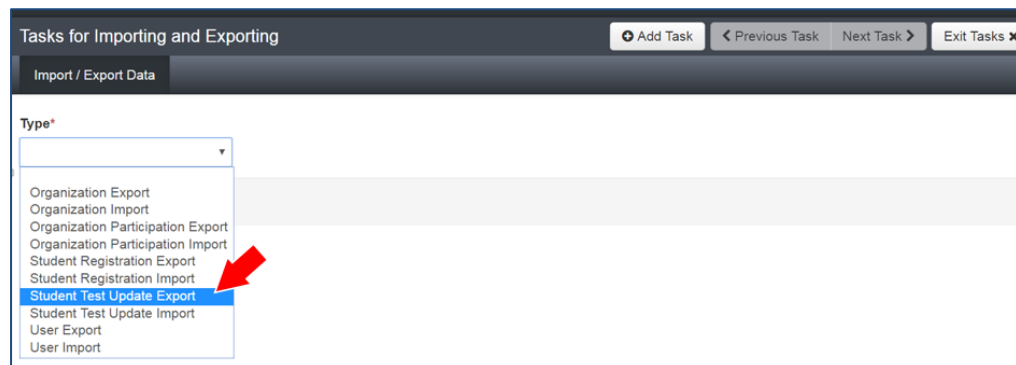 Tasks for Importing and Exporting
Add Task
Previous Task
Next Task
Exit Tasks
Import / Export Data
Type*
Organization Export
Organization Import
Organization Participation Export
Organization Participation Import
Student Registration Export
Student Registration Import
Student Test Update Export
Student Test Update Import
User Export
User Import